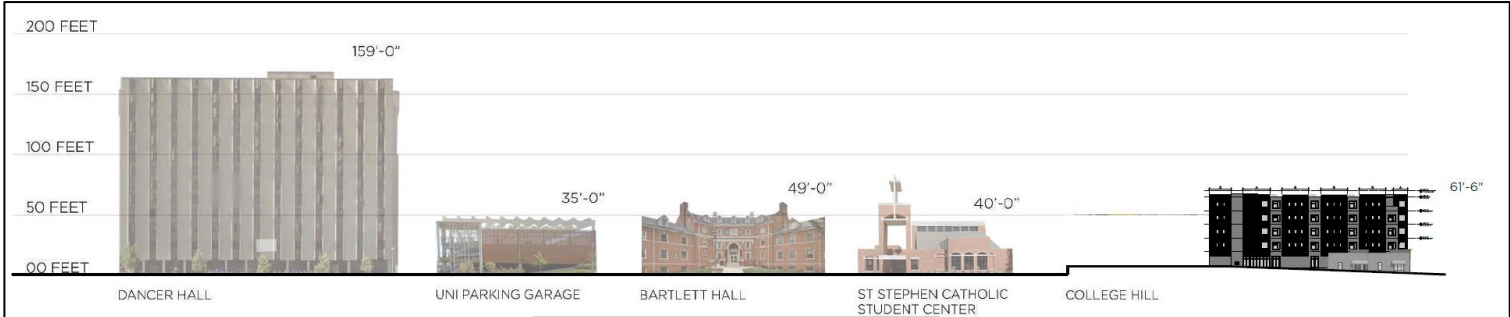 200 FEET
159'-0"
150 FEET
100 FEET
50 FEET
35'-0"
49'-0"
40'-0"
61'-6"
00 FEET
DANCER HALL
UNI PARKING GARAGE
BARTLETT HALL
ST STEPHEN CATHOLIC
STUDENT CENTER
COLLEGE HILL